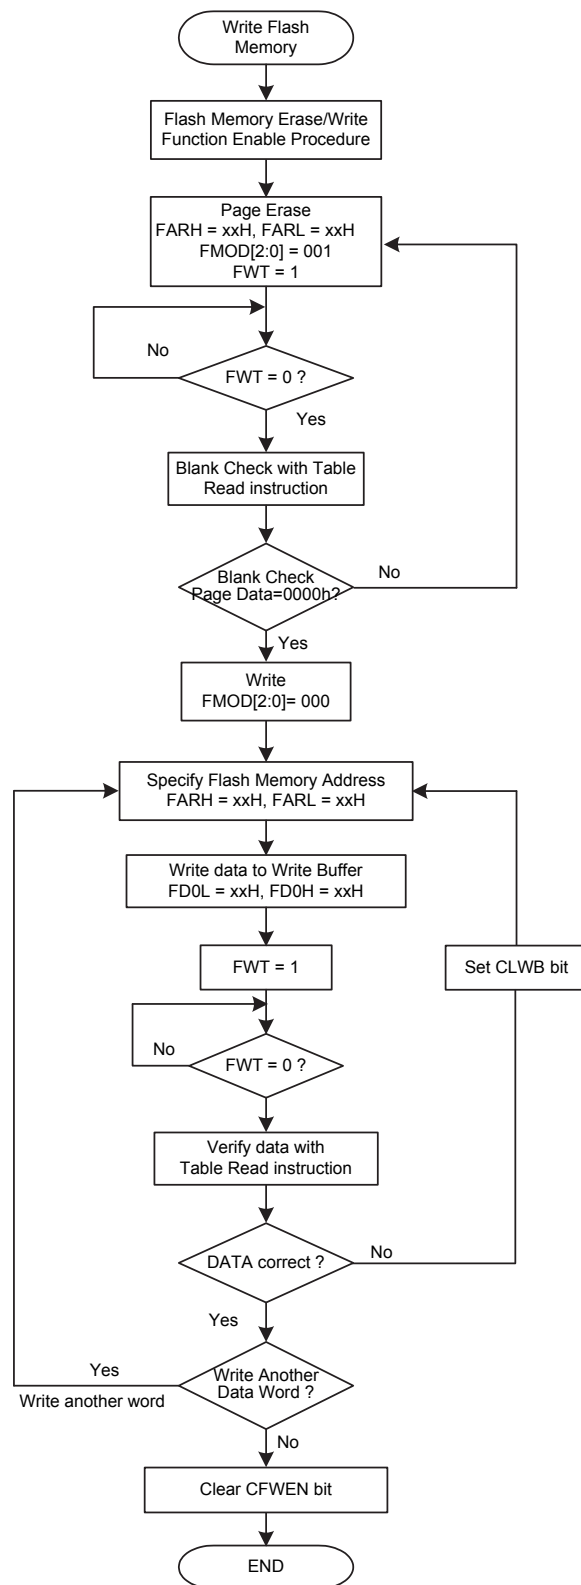 Write Flash
Memory
Flash Memory Erase/Write
Function Enable Procedure
Page Erase
FARH = xxH, FARL = xxH
FMOD[2:0] = 001
FWT = 1
No
FWT = 0 ?
Yes
Blank Check with Table
Read instruction
Blank Check
Page Data=0000h?
No
Yes
Write
FMOD[2:0]= 000
Specify Flash Memory Address
FARH = xxH, FARL = xxH
Write data to Write Buffer
FD0L = xxH, FD0H = xxH
FWT = 1
Set CLWB bit
No
FWT = 0 ?
Verify data with
Table Read instruction
DATA correct ?
No
Yes
Write Another
Data Word ?
Yes
Write another word
No
Clear CFWEN bit
END